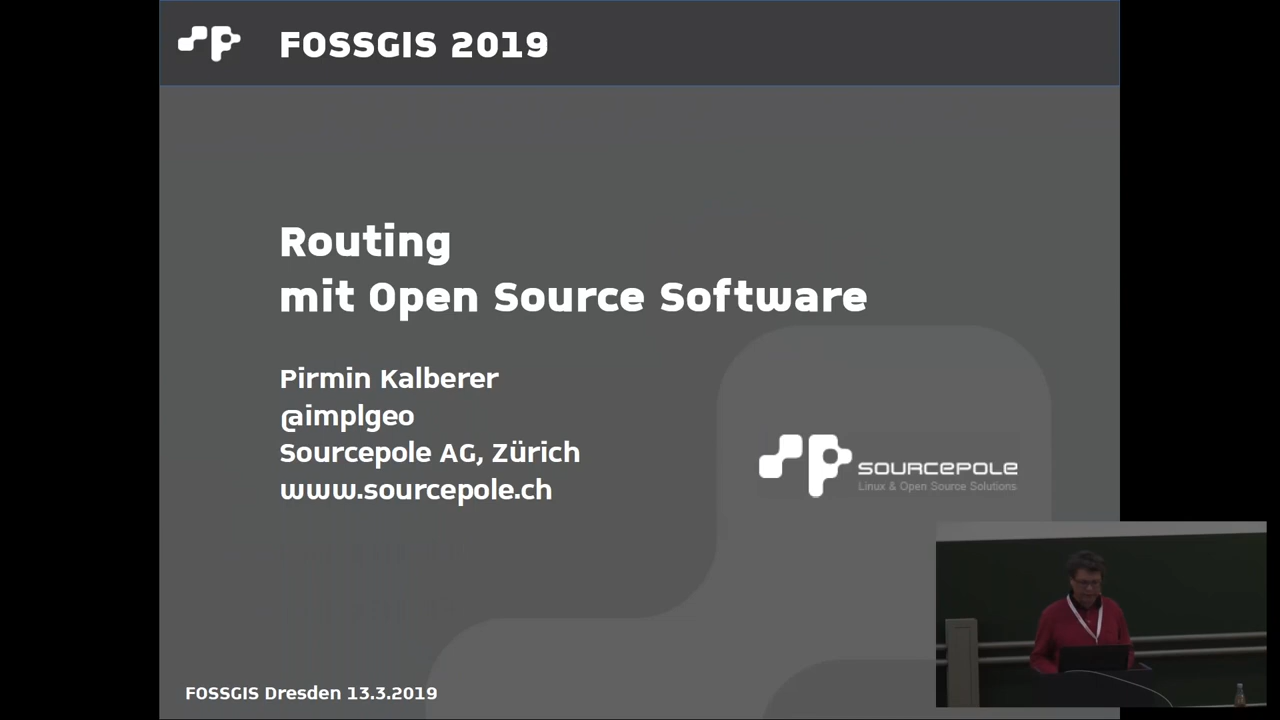 FOSSGIS 2019
Routing
mit Open Source Software
Pirmin Kalberer
@implgeo
Sourcepole AG, Zürich
www.sourcepole.ch
SOURCEPOLE
Linux & Open Source Solutions
FOSSGIS Dresden 13.3.2019